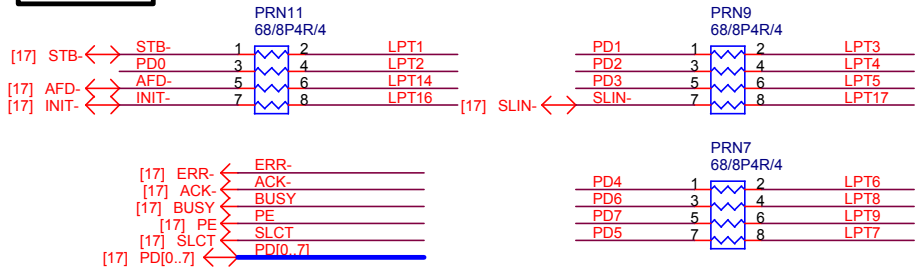 PRN11
68/8P4R/4
[17] STB- STB- 1 2 LPT1
PD0 3 4 LPT2
[17] AFD- AFD- 5 6 LPT14
[17] INIT- INIT- 7 8 LPT16
PRN9
68/8P4R/4
PD1 1 2 LPT3
PD2 3 4 LPT4
PD3 5 6 LPT5
[17] SLIN- SLIN- 7 8 LPT17
[17] ERR- ERR-
[17] ACK- ACK-
[17] BUSY BUSY
[17] PE PE
[17] SLCT SLCT
[17] PD[0..7] PD[0..7]
PRN7
68/8P4R/4
PD4 1 2 LPT6
PD6 3 4 LPT8
PD7 5 6 LPT9
PD5 7 8 LPT7